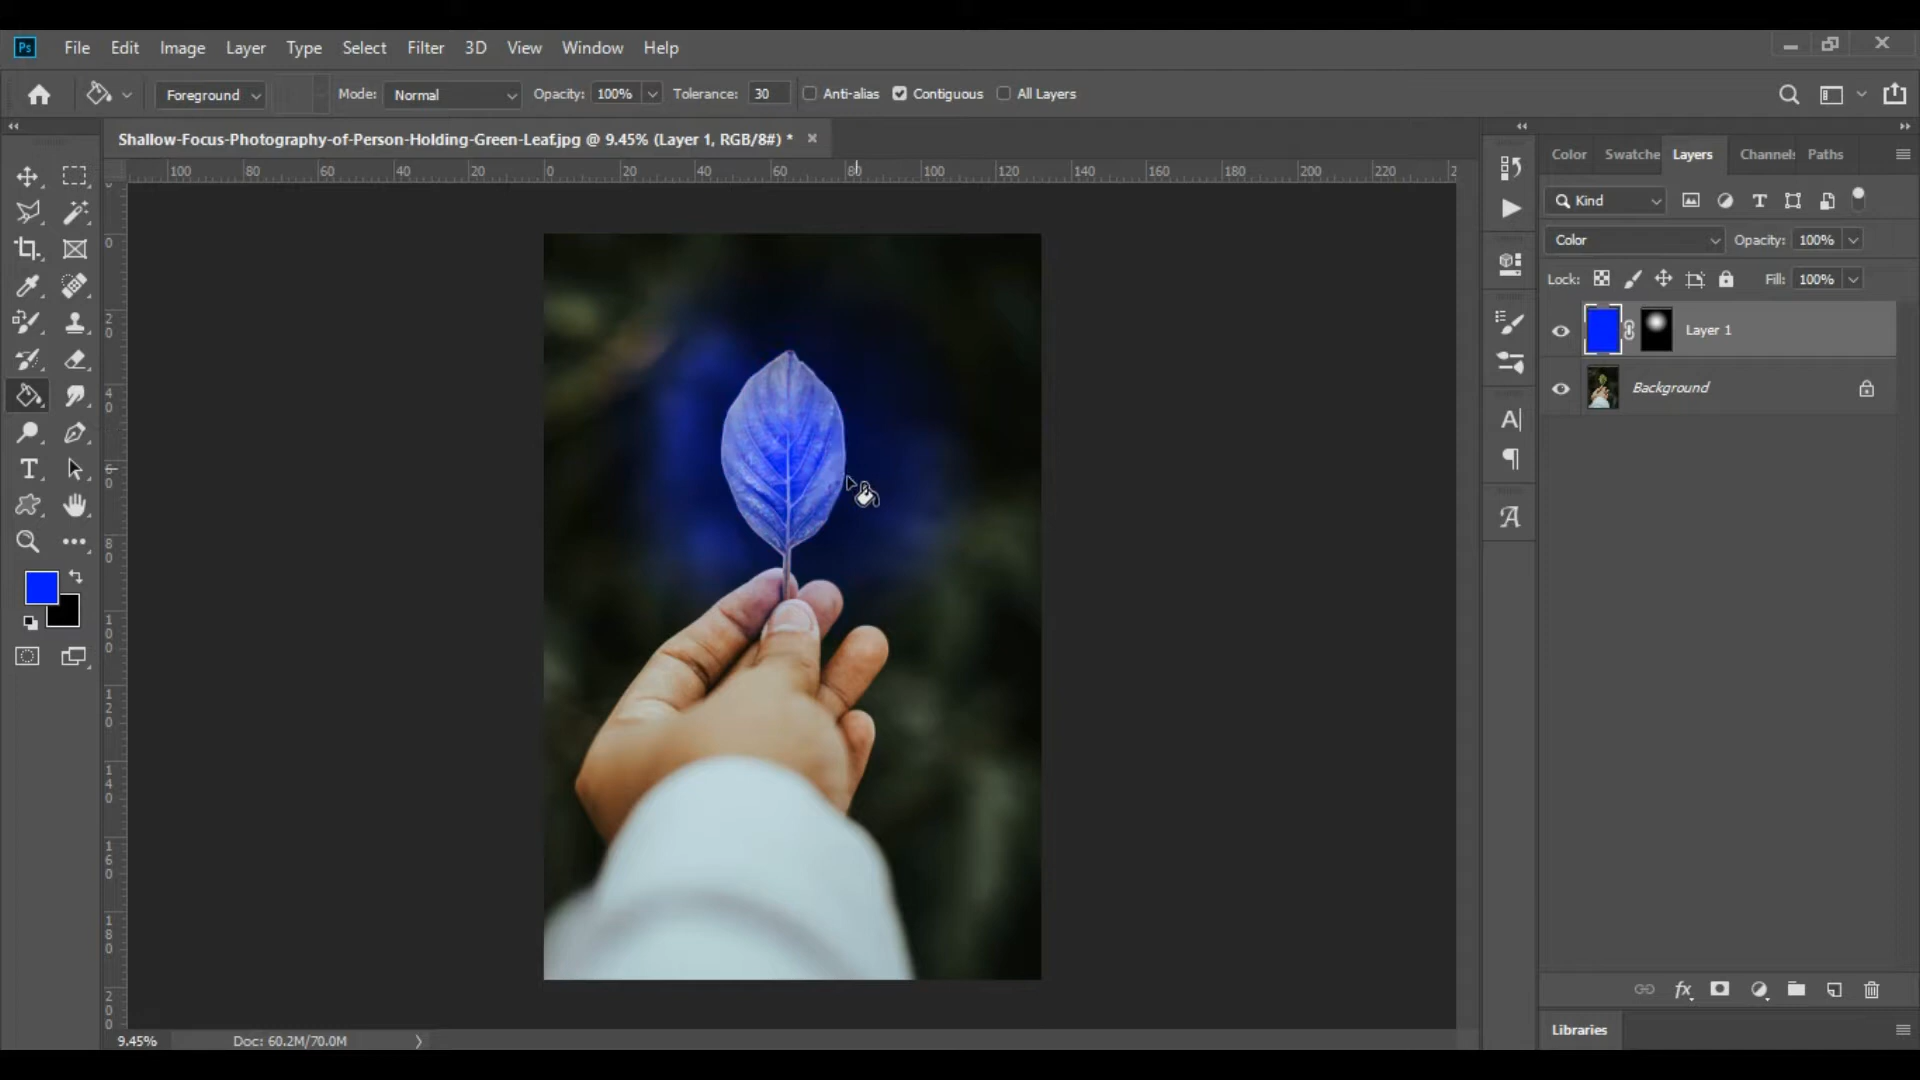 Ps File Edit Image Layer Type Select Filter 3D View Window Help
Foreground Mode: Normal Opacity: 100% Tolerance: 30 Anti-alias Contiguous All Layers
Shallow-Focus-Photography-of-Person-Holding-Green-Leaf.jpg @ 9.45% (Layer 1, RGB/8#) *
100 80 60 40 20 0 20 40 60 80 100 120 140 160 180 200 220 2
0
20
40
60
80
100
120
140
160
180
200
Color Swatche Layers Channel Paths
Kind
Color Opacity: 100%
Lock: Fill: 100%
Layer 1
Background
Libraries
9.45% Doc: 60.2M/70.0M